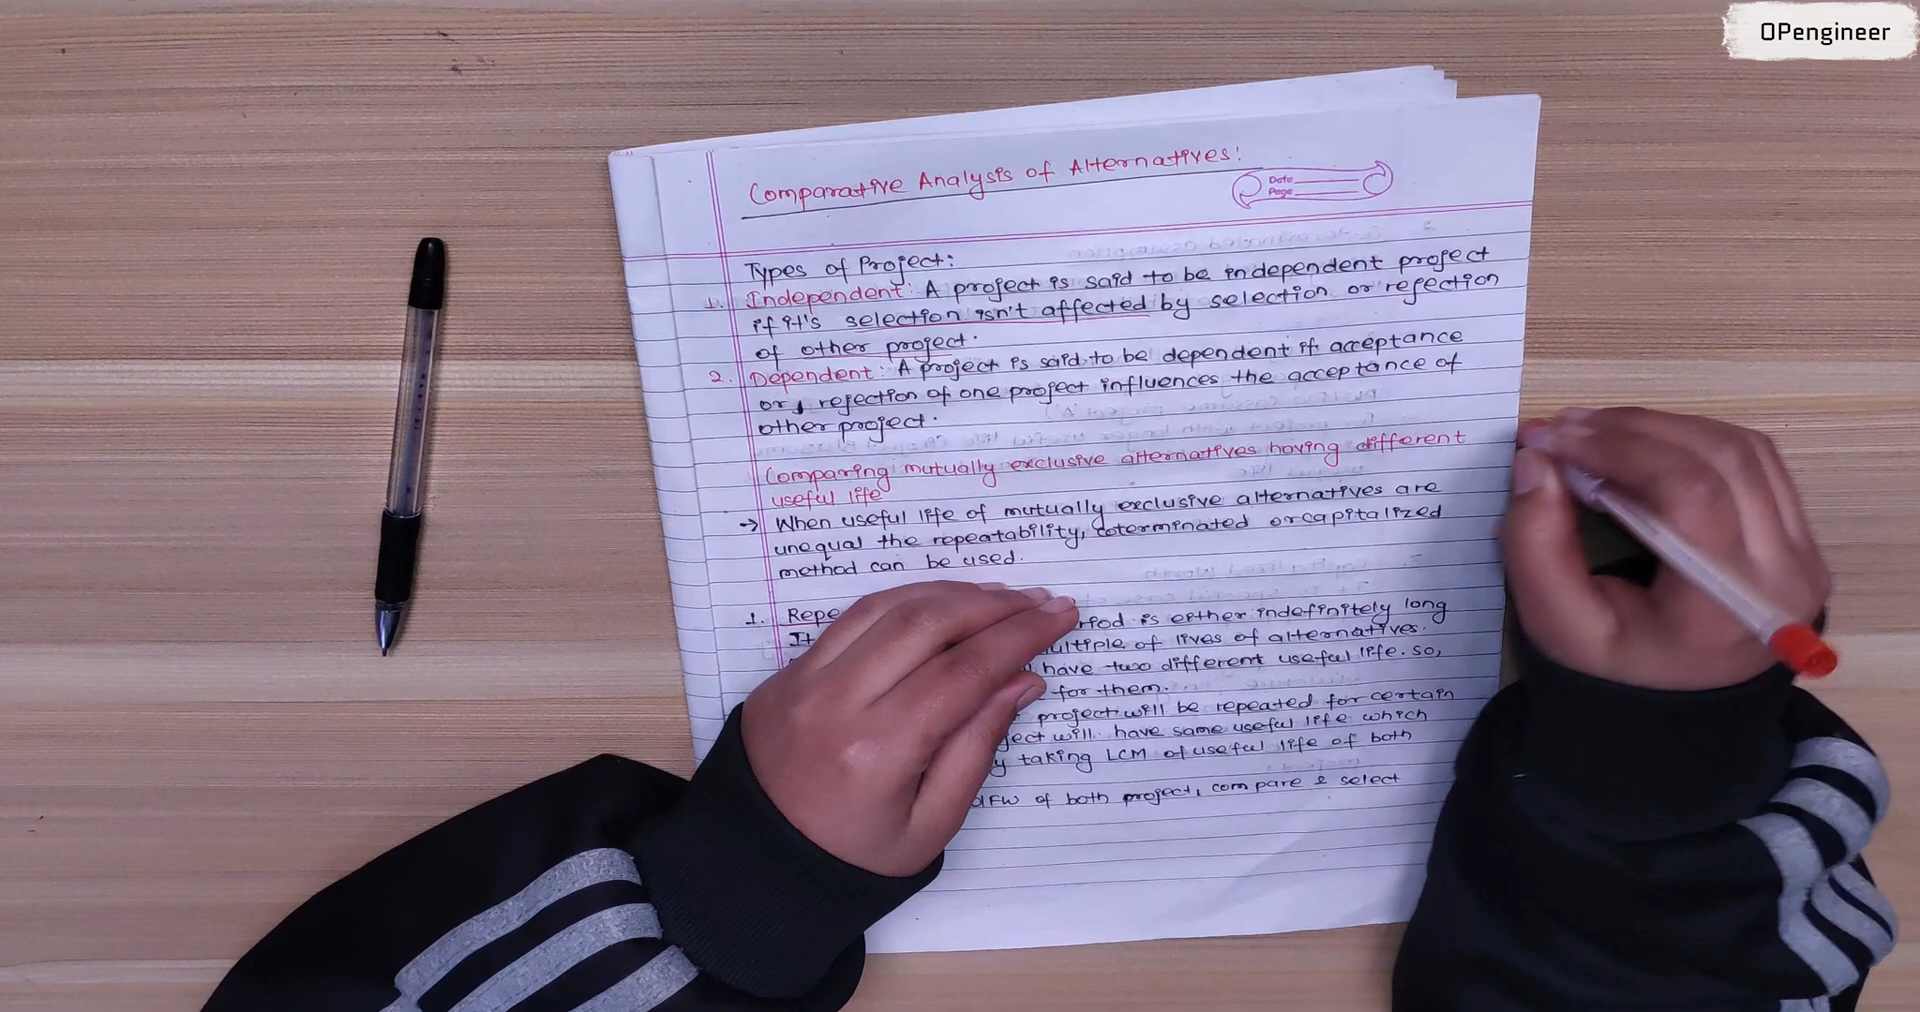 OPengineer
Comparative Analysis of Alternatives:
Date
Page
Types of Project:
1. Independent: A project is said to be independent project
if it's selection isn't affected by selection or rejection
of other project.
2. Dependent: A project is said to be dependent if acceptance
or, rejection of one project influences the acceptance of
other project.
Comparing mutually exclusive alternatives having different
useful life
→ When useful life of mutually exclusive alternatives are
unequal the repeatability, coterminated or capitalized
method can be used.
1. Repe
is either indefinitely long
It of lives of alternatives.
have two different useful life. so,
for them.
project will be repeated for certain
will have same useful life which
taking LCM of useful life of both
FW of both project, compare & select